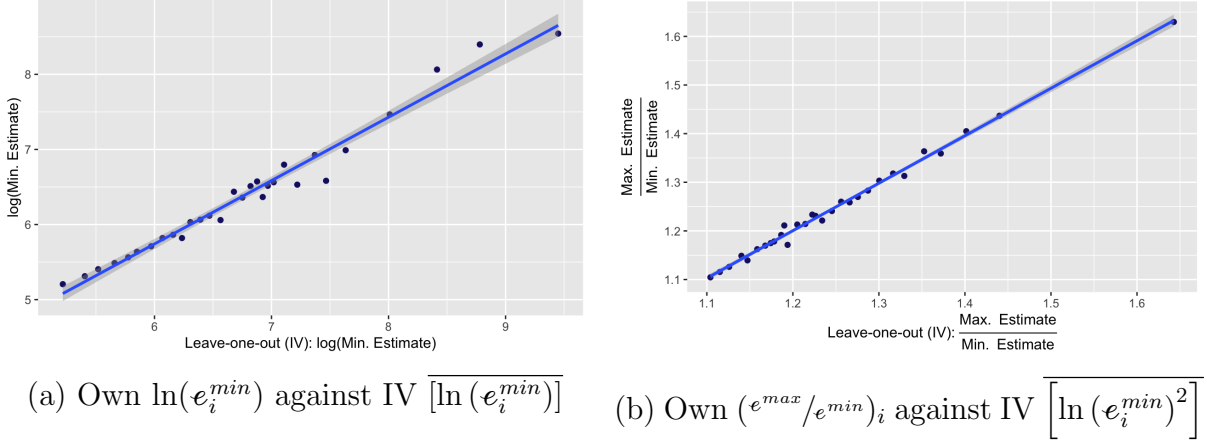 log(Min. Estimate)
8
7
6
5
6 7 8 9
Leave-one-out (IV): log(Min. Estimate)
(a) Own ln(e_i^{min}) against IV \overline{[ln (e_i^{min})]}
Max. Estimate
Min. Estimate
1.6
1.5
1.4
1.3
1.2
1.1
1.1 1.2 1.3 1.4 1.5 1.6
Leave-one-out (IV): Max. Estimate
Min. Estimate
(b) Own (e^{max}/e^{min})_i against IV \overline{[ln (e_i^{min})^2]}